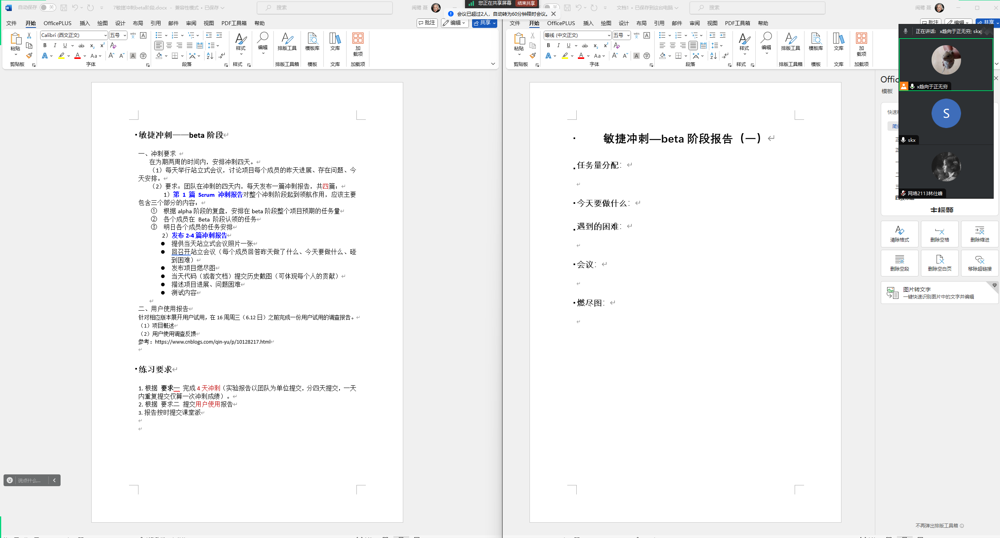 自动保存 关 7敏捷冲刺beta阶段.docx - 兼容性模式 • 已保存 搜索
文件 开始 OfficePLUS 插入 绘图 设计 布局 引用 邮件 审阅 视图 PDF工具箱 帮助 批注 编辑 共享
粘贴 Calibri (西文正文) 五号 样式 编辑 排版工具 模板库 文库 加载项
剪贴板 字体 段落 样式 排版工具箱 模板 文库 加载项
您正在共享屏幕 结束共享
会议已超过2人，自动转为60分钟限时会议。
文档1 • 已保存到这台电脑 搜索
文件 开始 OfficePLUS 插入 绘图 设计 布局 引用 邮件 审阅 视图 PDF工具箱 帮助 批注 编辑 共享
粘贴 等线 (中文正文) 五号 样式 编辑 排版工具 模板库 文库 加载项
剪贴板 字体 段落 样式 排版工具箱 模板 文库 加载项
敏捷冲刺——beta 阶段
一、冲刺要求
在为期两周的时间内，安排冲刺四天。
（1）每天举行站立式会议，讨论项目每个成员的昨天进展、存在问题、今
天安排。
（2）要求：团队在冲刺的四天内，每天发布一篇冲刺报告，共四篇：
1）第 1 篇 Scrum 冲刺报告对整个冲刺阶段起到领航作用，应该主要
包含三个部分的内容：
① 根据 alpha 阶段的复盘，安排在 beta 阶段整个项目预期的任务量
② 各个成员在 Beta 阶段认领的任务
③ 明日各个成员的任务安排
2）发布 2-4 篇冲刺报告
● 提供当天站立式会议照片一张
● 回召开站立会议（每个成员回答昨天做了什么、今天要做什么、碰
到困难）
● 发布项目燃尽图
● 当天代码（或者文档）提交历史截图（可体现每个人的贡献）
● 描述项目进展、问题困难
● 测试内容
二、用户使用报告
针对相应版本展开用户试用，在 16 周周三（6.12 日）之前完成一份用户试用的调查报告。
（1）项目概述
（2）用户使用调查反馈
参考：https://www.cnblogs.com/qin-yu/p/10128217.html
练习要求
1. 根据 要求一 完成 4 天冲刺（实验报告以团队为单位提交，分四天提交，一天
内重复提交仅算一次冲刺成绩）。
2. 根据 要求二 提交用户使用报告
3. 报告按时提交课堂派
说点什么...
敏捷冲刺—beta 阶段报告（一）
任务量分配：
今天要做什么：
遇到的困难：
会议：
燃尽图：
正在讲话: x趋向于正无穷; skx;
x趋向于正无穷
S
skx
网络2113林仕峰
模板
主标题
清除格式 删除空格 删除缩进
删除空段 删除空白页 移除超链接
图片转文字
一键快速识别图片中的文字并编辑
不再弹出排版工具箱